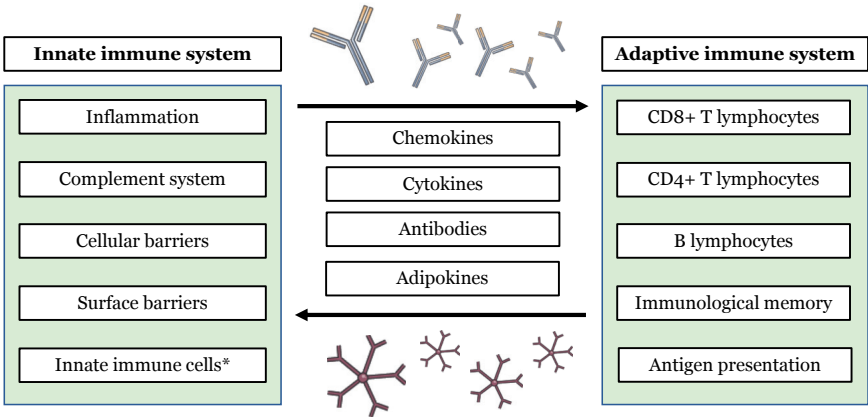 Innate immune system
Inflammation
Complement system
Cellular barriers
Surface barriers
Innate immune cells*
Chemokines
Cytokines
Antibodies
Adipokines
Adaptive immune system
CD8+ T lymphocytes
CD4+ T lymphocytes
B lymphocytes
Immunological memory
Antigen presentation